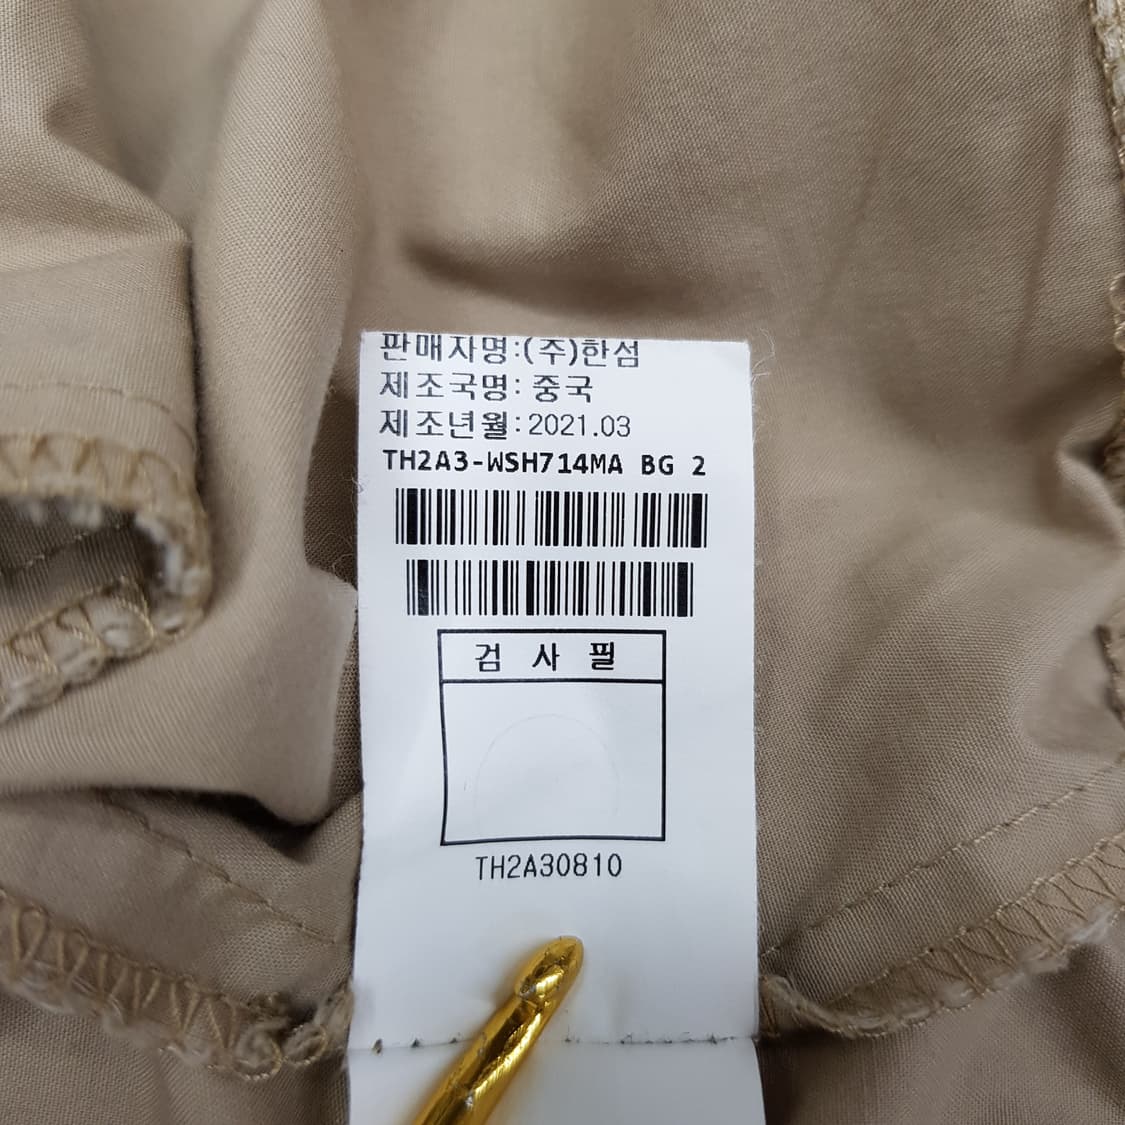 판매자명:(주)한섬
제조국명: 중국
제조년월:2021.03
TH2A3-WSH714MA BG 2
검 사 필
TH2A30810